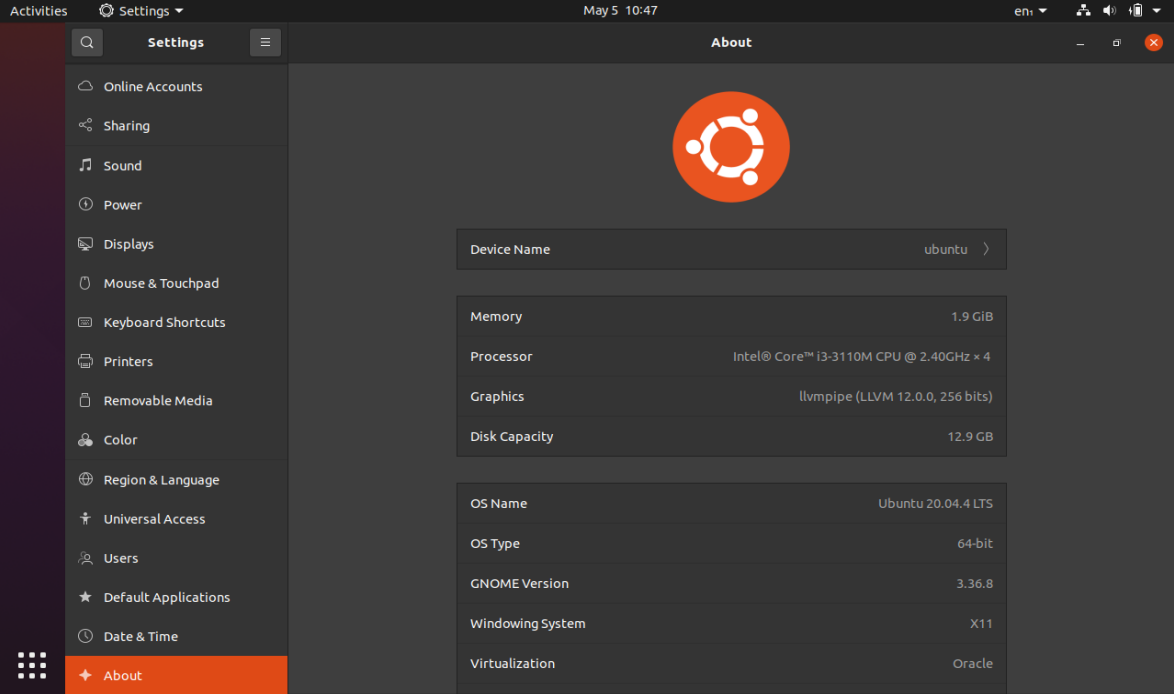 Activities
Settings
May 5 10:47
en₁
Settings
About
Online Accounts
Sharing
Sound
Power
Displays
Mouse & Touchpad
Keyboard Shortcuts
Printers
Removable Media
Color
Region & Language
Universal Access
Users
Default Applications
Date & Time
About
Device Name ubuntu
Memory 1.9 GiB
Processor Intel® Core™ i3-3110M CPU @ 2.40GHz × 4
Graphics llvmpipe (LLVM 12.0.0, 256 bits)
Disk Capacity 12.9 GB
OS Name Ubuntu 20.04.4 LTS
OS Type 64-bit
GNOME Version 3.36.8
Windowing System X11
Virtualization Oracle